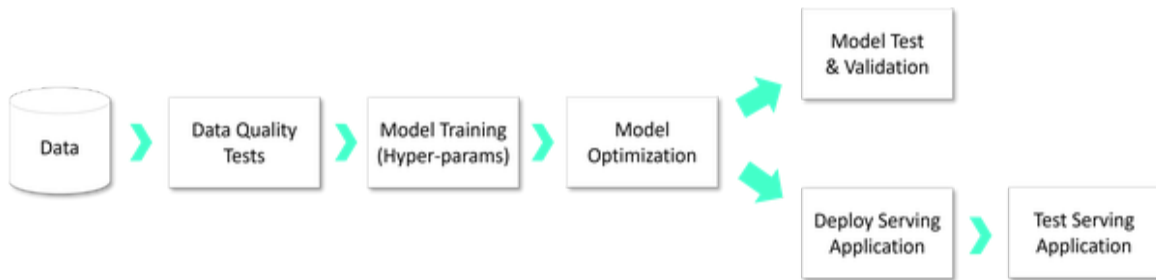 Data
Data Quality
Tests
Model Training
(Hyper-params)
Model
Optimization
Model Test
& Validation
Deploy Serving
Application
Test Serving
Application